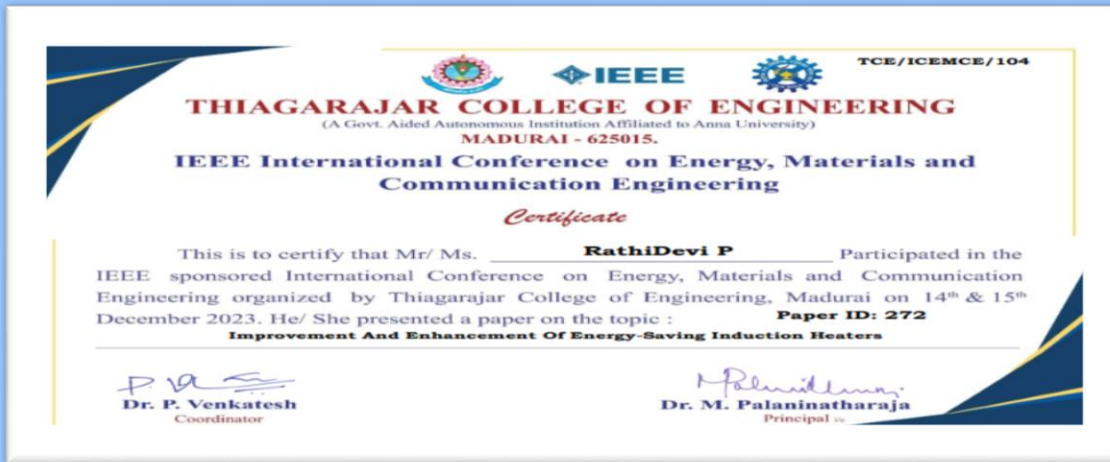 TCE/ICEMCE/104
IEEE
THIAGARAJAR COLLEGE OF ENGINEERING
(A Govt. Aided Autonomous Institution Affiliated to Anna University)
MADURAI - 625015.
IEEE International Conference on Energy, Materials and
Communication Engineering
Certificate
This is to certify that Mr/ Ms. RathiDevi P Participated in the
IEEE sponsored International Conference on Energy, Materials and Communication
Engineering organized by Thiagarajar College of Engineering, Madurai on 14th & 15th
December 2023. He/ She presented a paper on the topic : Paper ID: 272
Improvement And Enhancement Of Energy-Saving Induction Heaters
Dr. P. Venkatesh
Coordinator
Dr. M. Palaninatharaja
Principal